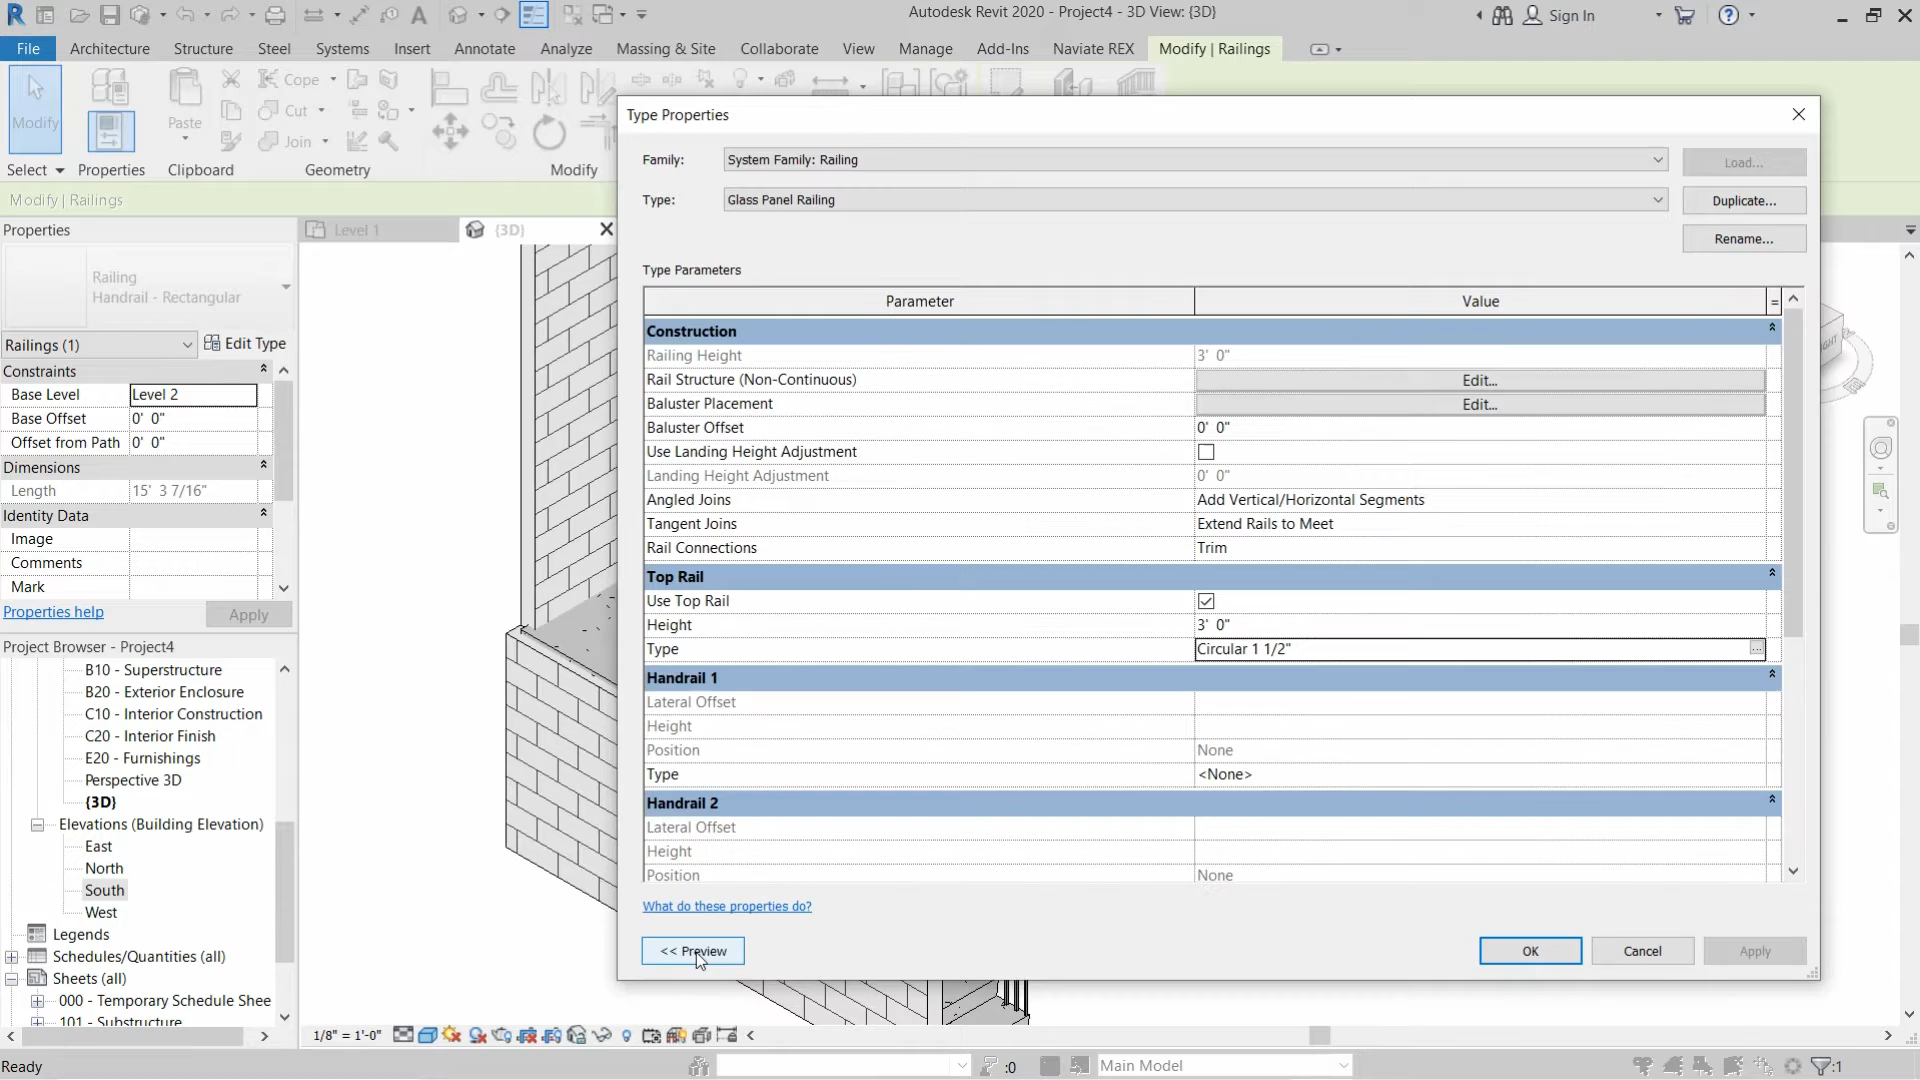 Autodesk Revit 2020 - Project4 - 3D View: {3D}
Sign In
File
Architecture
Structure
Steel
Systems
Insert
Annotate
Analyze
Massing & Site
Collaborate
View
Manage
Add-Ins
Naviate REX
Modify | Railings
Modify
Paste
Cope
Cut
Join
Select
Properties
Clipboard
Geometry
Modify
Modify | Railings
Properties
Railing
Handrail - Rectangular
Railings (1)
Edit Type
Constraints
Base Level Level 2
Base Offset 0' 0"
Offset from Path 0' 0"
Dimensions
Length 15' 3 7/16"
Identity Data
Image
Comments
Mark
Properties help
Apply
Project Browser - Project4
B10 - Superstructure
B20 - Exterior Enclosure
C10 - Interior Construction
C20 - Interior Finish
E20 - Furnishings
Perspective 3D
{3D}
Elevations (Building Elevation)
East
North
South
West
Legends
Schedules/Quantities (all)
Sheets (all)
000 - Temporary Schedule Shee
101 - Substructure
Level 1
{3D}
Type Properties
Family: System Family: Railing
Load...
Type: Glass Panel Railing
Duplicate...
Rename...
Type Parameters
Parameter Value =
Construction
Railing Height 3' 0"
Rail Structure (Non-Continuous) Edit...
Baluster Placement Edit...
Baluster Offset 0' 0"
Use Landing Height Adjustment
Landing Height Adjustment 0' 0"
Angled Joins Add Vertical/Horizontal Segments
Tangent Joins Extend Rails to Meet
Rail Connections Trim
Top Rail
Use Top Rail
Height 3' 0"
Type Circular 1 1/2"
Handrail 1
Lateral Offset
Height
Position None
Type <None>
Handrail 2
Lateral Offset
Height
Position None
What do these properties do?
<< Preview
OK
Cancel
Apply
1/8" = 1'-0"
Ready
:0
Main Model
:1